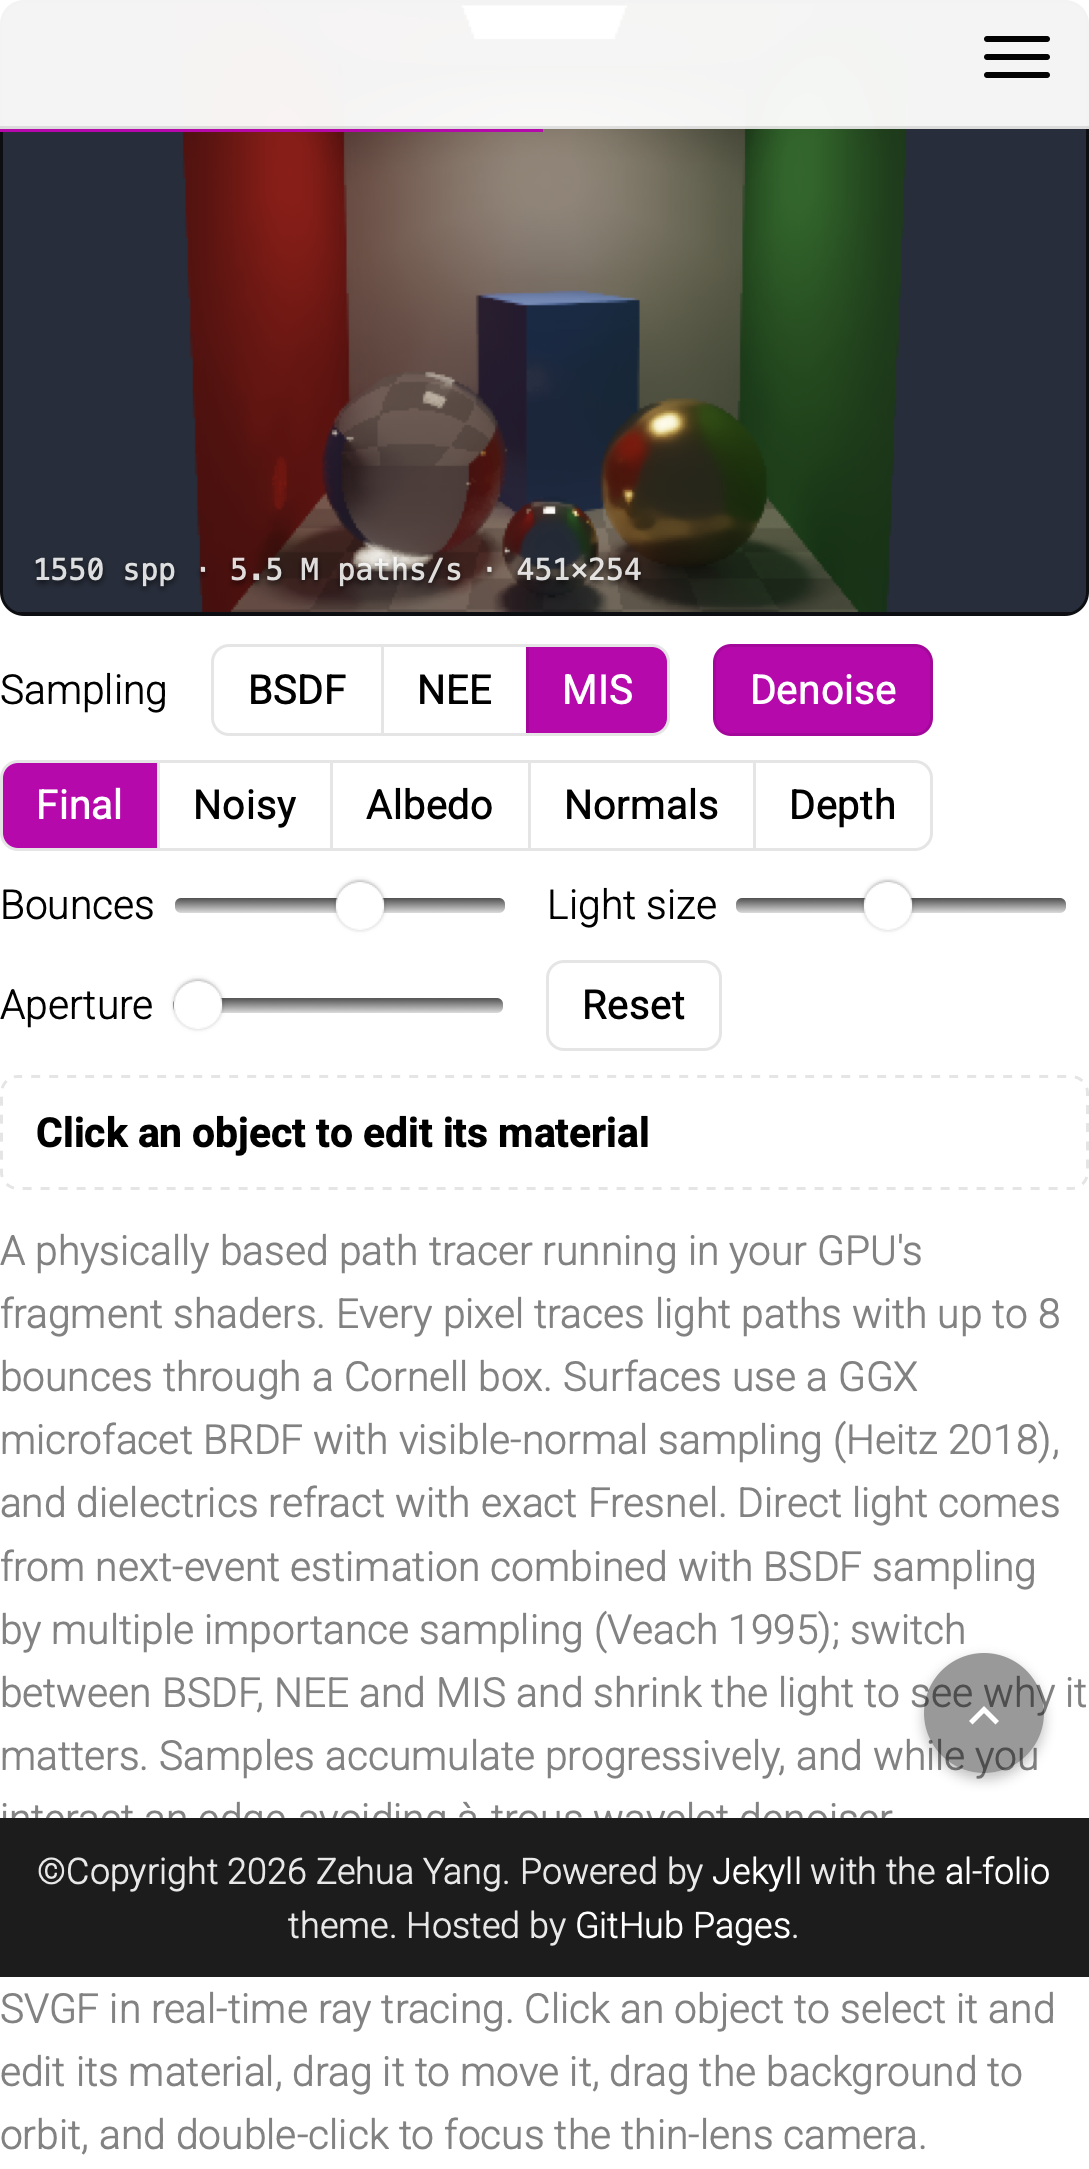 1550 spp · 5.5 M paths/s · 451×254
Sampling BSDF NEE MIS Denoise
Final Noisy Albedo Normals Depth
Bounces Light size
Aperture Reset
Click an object to edit its material
A physically based path tracer running in your GPU's
fragment shaders. Every pixel traces light paths with up to 8
bounces through a Cornell box. Surfaces use a GGX
microfacet BRDF with visible-normal sampling (Heitz 2018),
and dielectrics refract with exact Fresnel. Direct light comes
from next-event estimation combined with BSDF sampling
by multiple importance sampling (Veach 1995); switch
between BSDF, NEE and MIS and shrink the light to see why it
matters. Samples accumulate progressively, and while you
interact an edge-avoiding à-trous wavelet denoiser
©Copyright 2026 Zehua Yang. Powered by Jekyll with the al-folio
theme. Hosted by GitHub Pages.
SVGF in real-time ray tracing. Click an object to select it and
edit its material, drag it to move it, drag the background to
orbit, and double-click to focus the thin-lens camera.